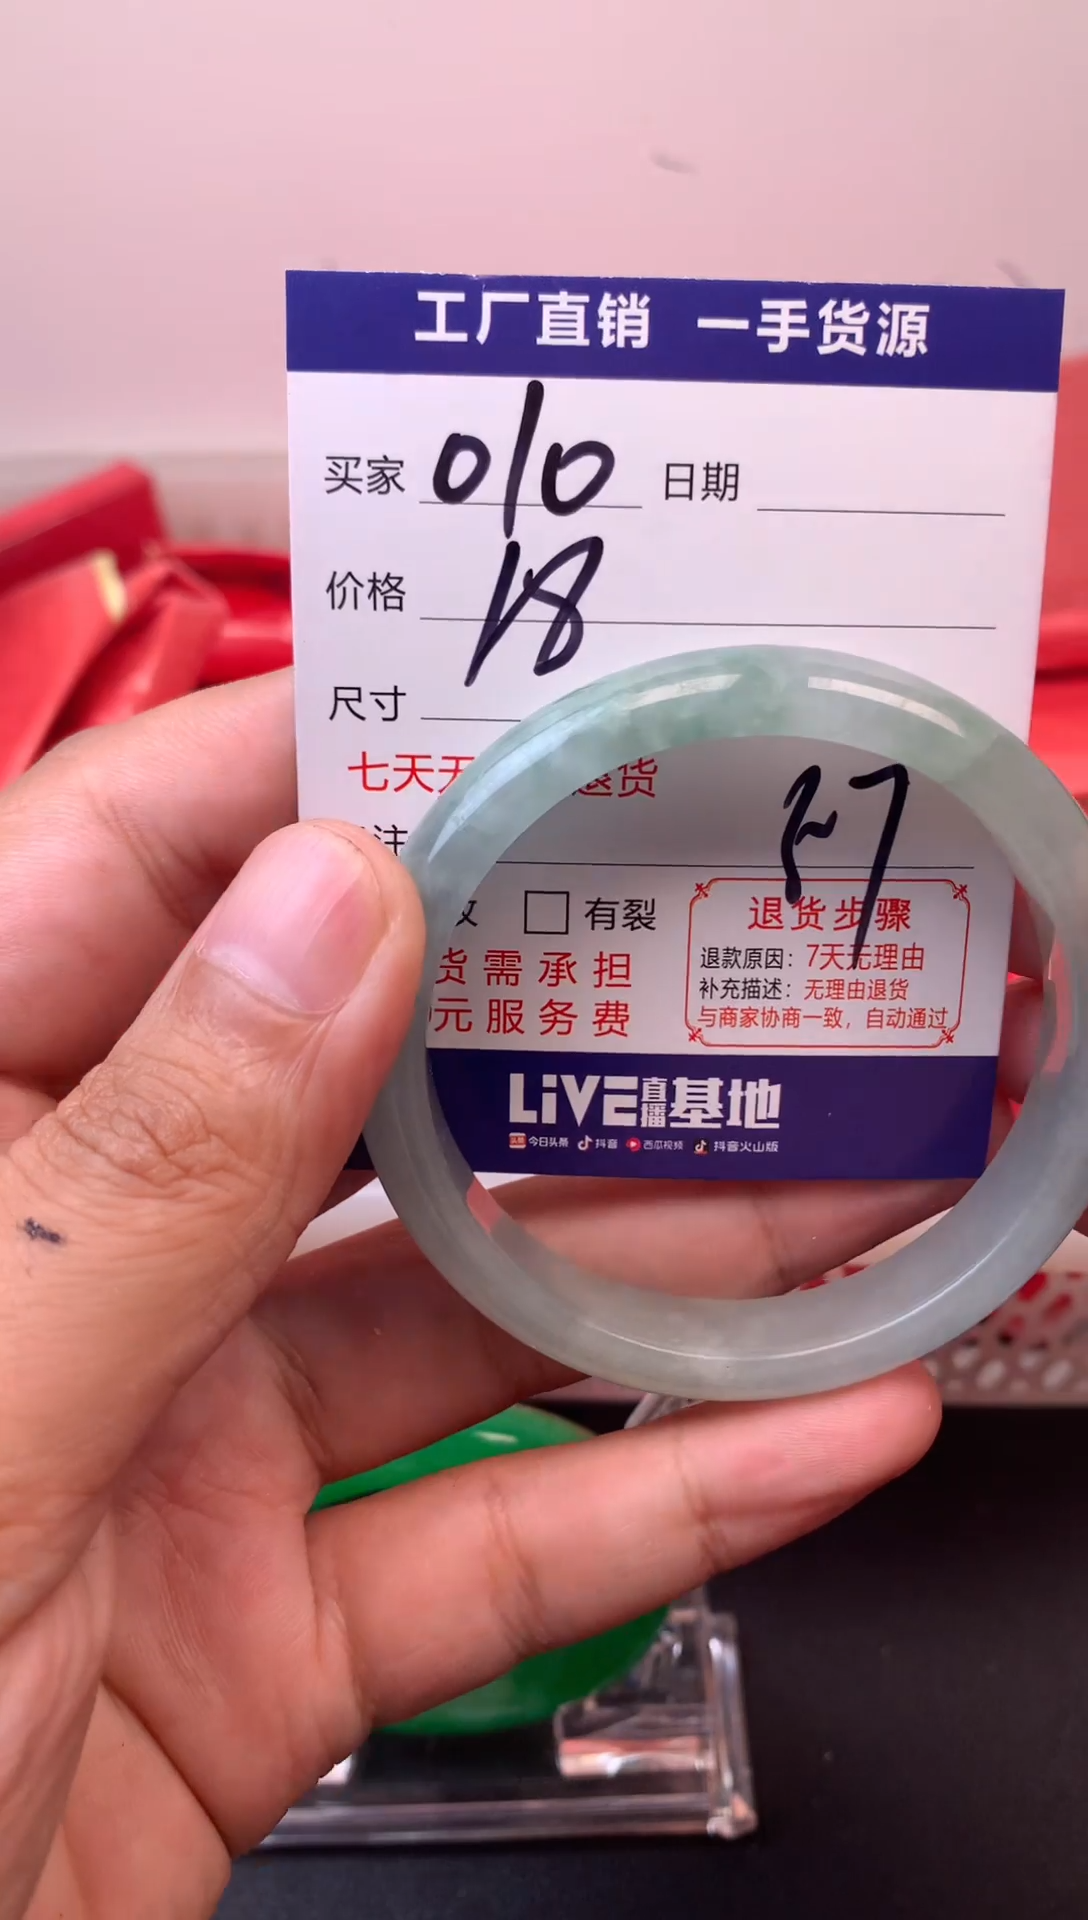 工厂直销 一手货源
买家 010 日期
价格 18
尺寸
七天无 退货
注 57
有裂
货需承担
元服务费
退货步骤
退款原因：7天无理由
补充描述：无理由退货
与商家协商一致，自动通过
LiVE直播基地
头条 今日头条 抖音 西瓜视频 抖音火山版